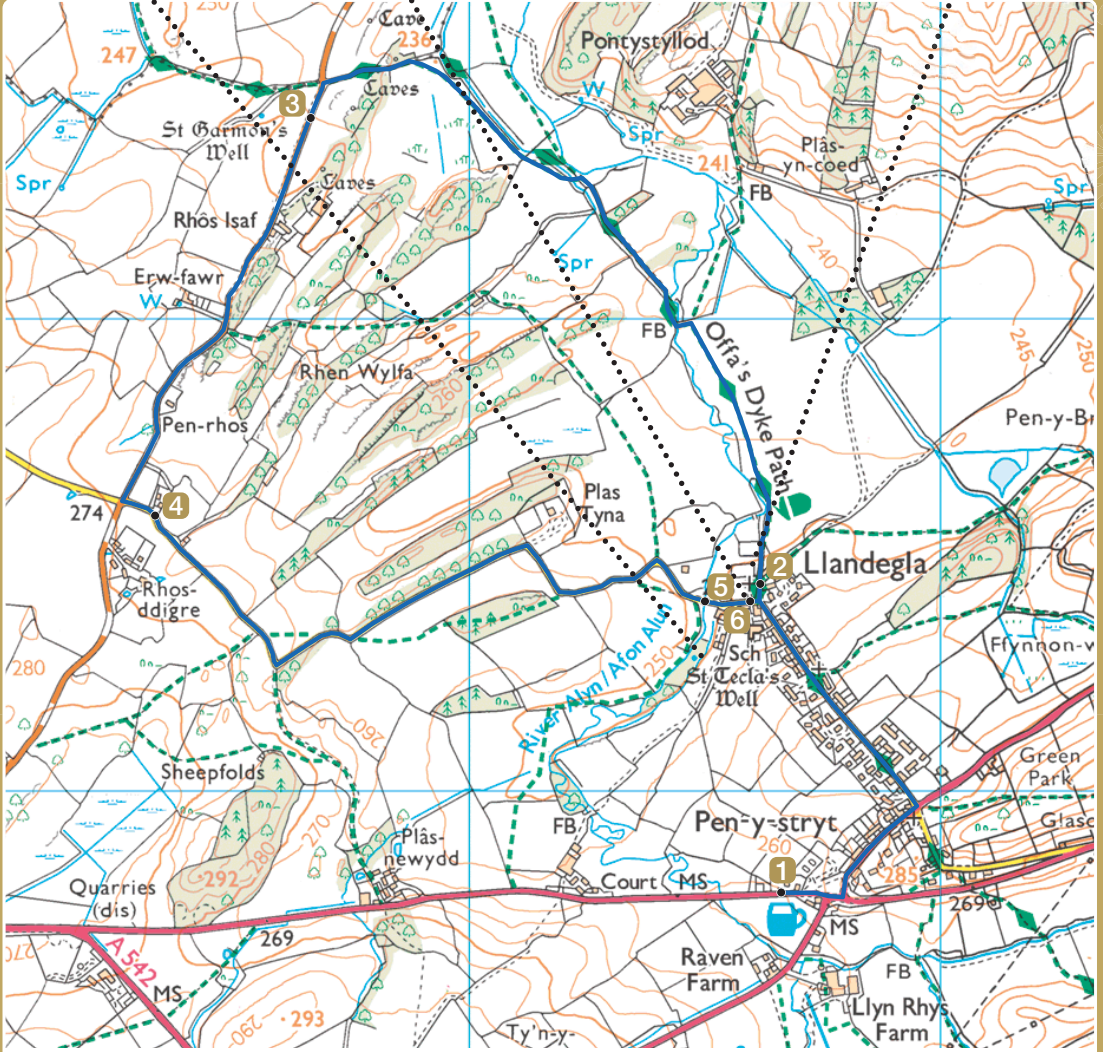 250
Cave
236
247
Pontystyllod
Caves
3
W
St Garmon's
Well
Spr
Plâs-
yn-coed
241
Spr
Caves
FB
Spr
Rhôs Isaf
240
Spr
Erw-fawr
W
FB
Offa's Dyke Path
245
250
Rhen Wylfa
260
Pen-rhos
Pen-y-Br
4
274
Plas
Tyna
Llandegla
2
5
6
Rhos-
ddigre
Sch
St Tecla's
Well
Ffynnon-w
280
250
River Alyn / Afon Alun
260
Sheepfolds
Green
Park
270
280
FB
Pen-y-stryt
Glasc
Plâs-
newydd
260
292
1
285
Quarries
(dis)
Court
MS
269
269
MS
A 542
270
Raven
Farm
FB
MS
Llyn Rhys
Farm
290
293
Ty'n-y-